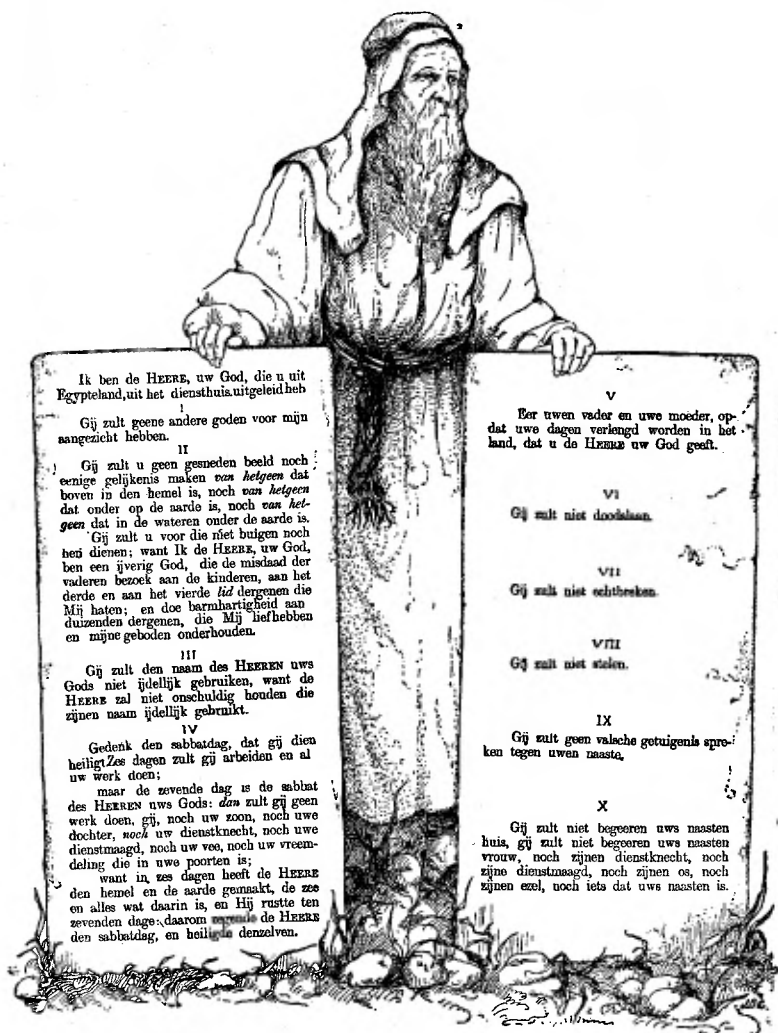 Ik ben de HEERE, uw God, die u uit
Egypteland, uit het diensthuis uitgeleid heb
I
Gij zult geene andere goden voor mijn
aangezicht hebben.
II
Gij zult u geen gesneden beeld noch
eenige gelijkenis maken van hetgeen dat
boven in den hemel is, noch van hetgeen
dat onder op de aarde is, noch van het-
geen dat in de wateren onder de aarde is.
Gij zult u voor die niet buigen noch
hen dienen; want Ik de HEERE, uw God,
ben een ijverig God, die de misdaad der
vaderen bezoek aan de kinderen, aan het
derde en aan het vierde lid dergenen die
Mij haten; en doe barmhartigheid aan
duizenden dergenen, die Mij liefhebben
en mijne geboden onderhouden.
III
Gij zult den naam des HEEREN uws
Gods niet ijdellijk gebruiken, want de
HEERE zal niet onschuldig houden die
zijnen naam ijdellijk gebruikt.
IV
Gedenk den sabbatdag, dat gij dien
heiligt. Zes dagen zult gij arbeiden en al
uw werk doen;
maar de zevende dag is de sabbat
des HEEREN uws Gods: dan zult gij geen
werk doen, gij, noch uw zoon, noch uwe
dochter, noch uw dienstknecht, noch uwe
dienstmaagd, noch uw vee, noch uw vreem-
deling die in uwe poorten is;
want in zes dagen heeft de HEERE
den hemel en de aarde gemaakt, de zee
en alles wat daarin is, en Hij rustte ten
zevenden dage: daarom zegende de HEERE
den sabbatdag, en heiligde denzelven.
V
Eer uwen vader en uwe moeder, op-
dat uwe dagen verlengd worden in het
land, dat u de HEERE uw God geeft.
VI
Gij zult niet doodslaan.
VII
Gij zult niet echtbreken.
VIII
Gij zult niet stelen.
IX
Gij zult geen valsche getuigenis spre-
ken tegen uwen naaste.
X
Gij zult niet begeeren uws naasten
huis, gij zult niet begeeren uws naasten
vrouw, noch zijnen dienstknecht, noch
zijne dienstmaagd, noch zijnen os, noch
zijnen ezel, noch iets dat uws naasten is.